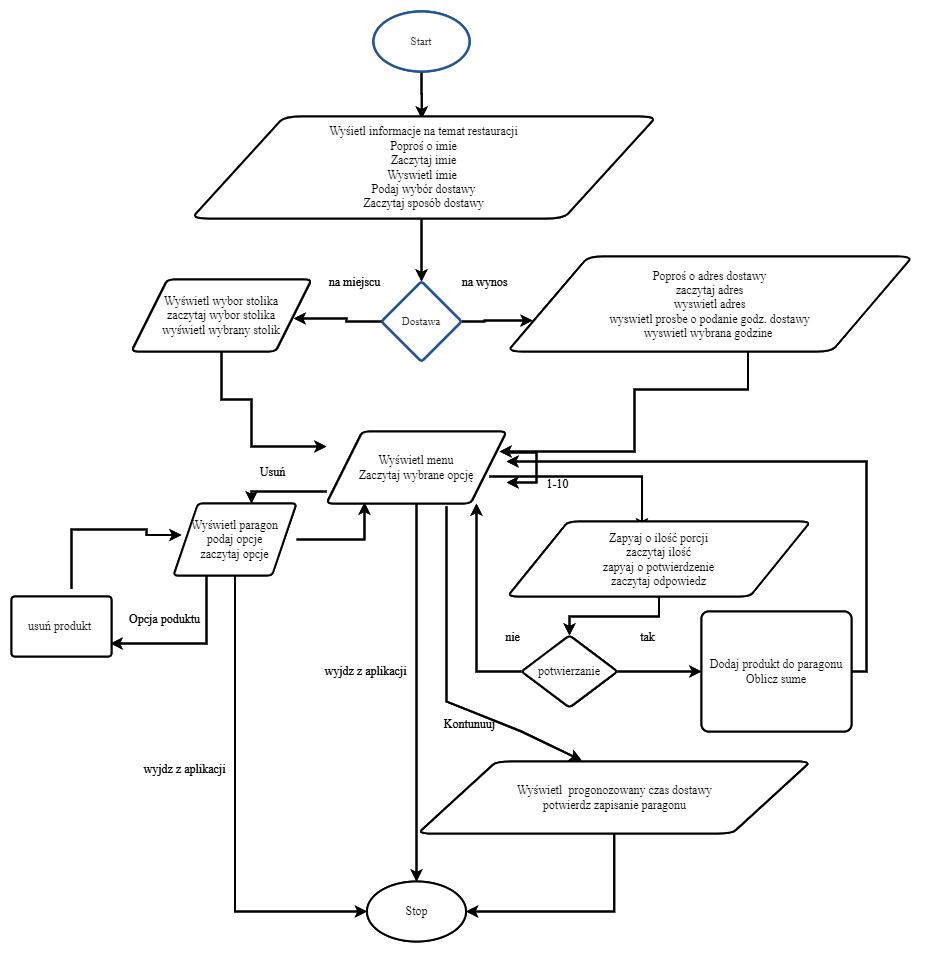 Start
Wyśietl informacje na temat restauracji
Poproś o imie
Zaczytaj imie
Wyswietl imie
Podaj wybór dostawy
Zaczytaj sposób dostawy
na miejscu
na wynos
Dostawa
Wyświetl wybor stolika
zaczytaj wybor stolika
wyświetl wybrany stolik
Poproś o adres dostawy
zaczytaj adres
wyswietl adres
wyswietl prosbe o podanie godz. dostawy
wyswietl wybrana godzine
Wyświetl menu
Zaczytaj wybrane opcję
Usuń
1-10
Wyświetl paragon
podaj opcje
zaczytaj opcje
Zapyaj o ilość porcji
zaczytaj ilość
zapyaj o potwierdzenie
zaczytaj odpowiedz
usuń produkt
Opcja poduktu
nie
tak
potwierzanie
Dodaj produkt do paragonu
Oblicz sume
wyjdz z aplikacji
Kontunuuj
wyjdz z aplikacji
Wyświetl progonozowany czas dostawy
potwierdz zapisanie paragonu
Stop